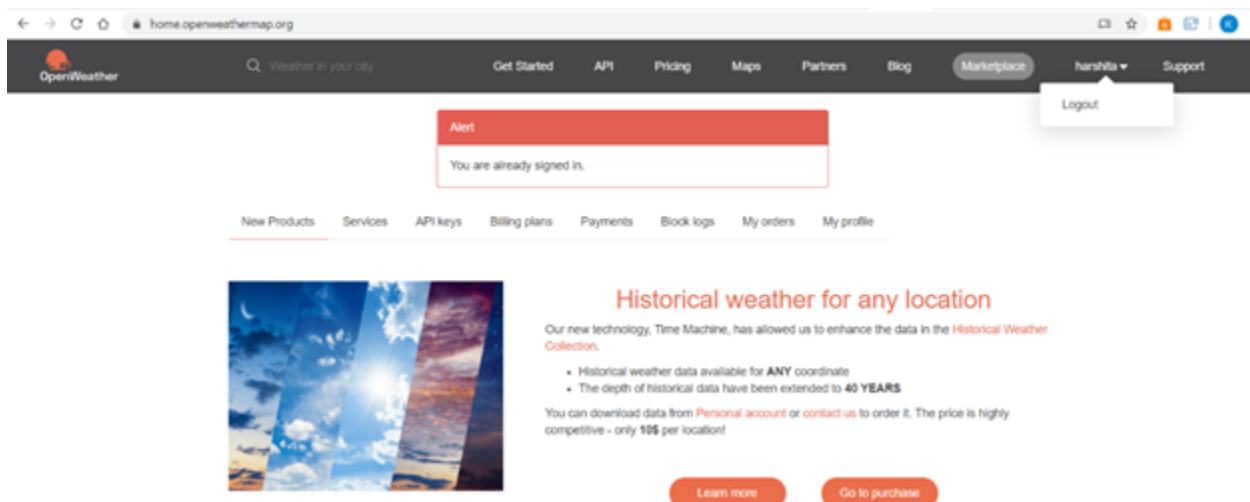 home.openweathermap.org
OpenWeather
Weather in your city
Get Started
API
Pricing
Maps
Partners
Blog
Marketplace
harshita
Support
Logout
Alert
You are already signed in.
New Products
Services
API keys
Billing plans
Payments
Block logs
My orders
My profile
Historical weather for any location
Our new technology, Time Machine, has allowed us to enhance the data in the Historical Weather
Collection.
Historical weather data available for ANY coordinate
The depth of historical data have been extended to 40 YEARS
You can download data from Personal account or contact us to order it. The price is highly
competitive - only 10$ per location!
Learn more
Go to purchase
K